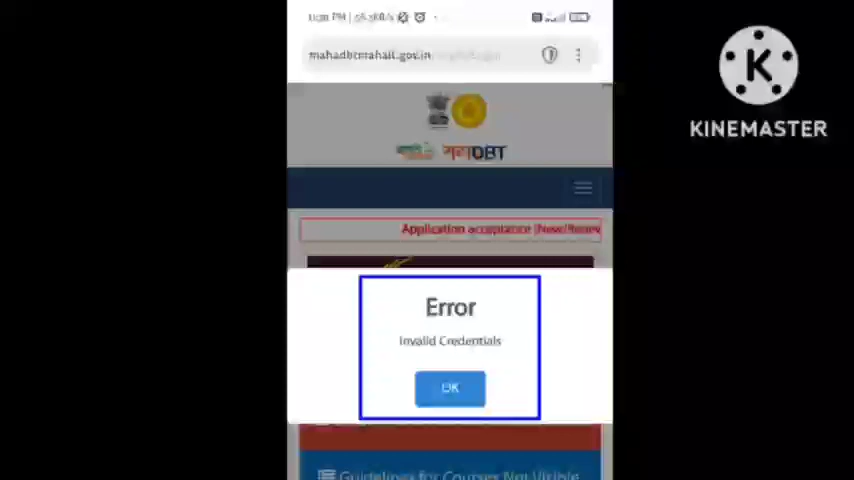 mahadbtmahait.gov.in
KINEMASTER
महाDBT
Application acceptance (New/Renew
Error
Invalid Credentials
OK
Guidelines for Courses Not Visible